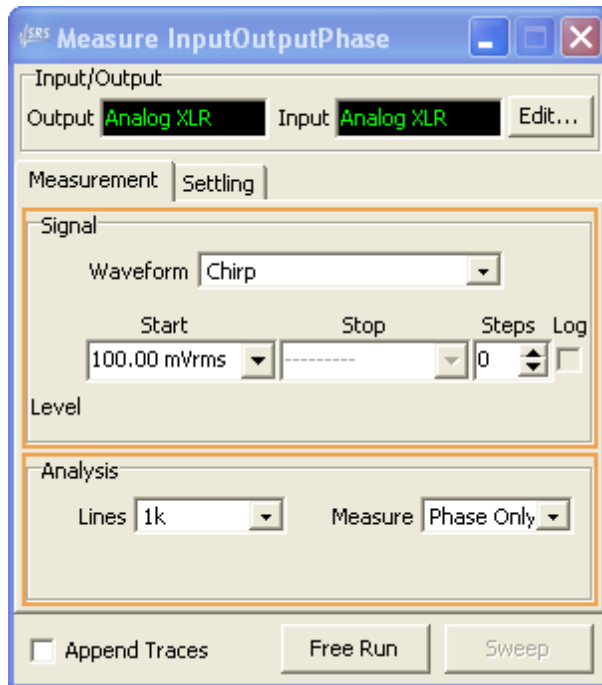 SRS Measure InputOutputPhase
Input/Output
Output Analog XLR Input Analog XLR Edit...
Measurement Settling
Signal
Waveform Chirp
Start Stop Steps Log
100.00 mVrms --------- 0
Level
Analysis
Lines 1k Measure Phase Only
Append Traces Free Run Sweep